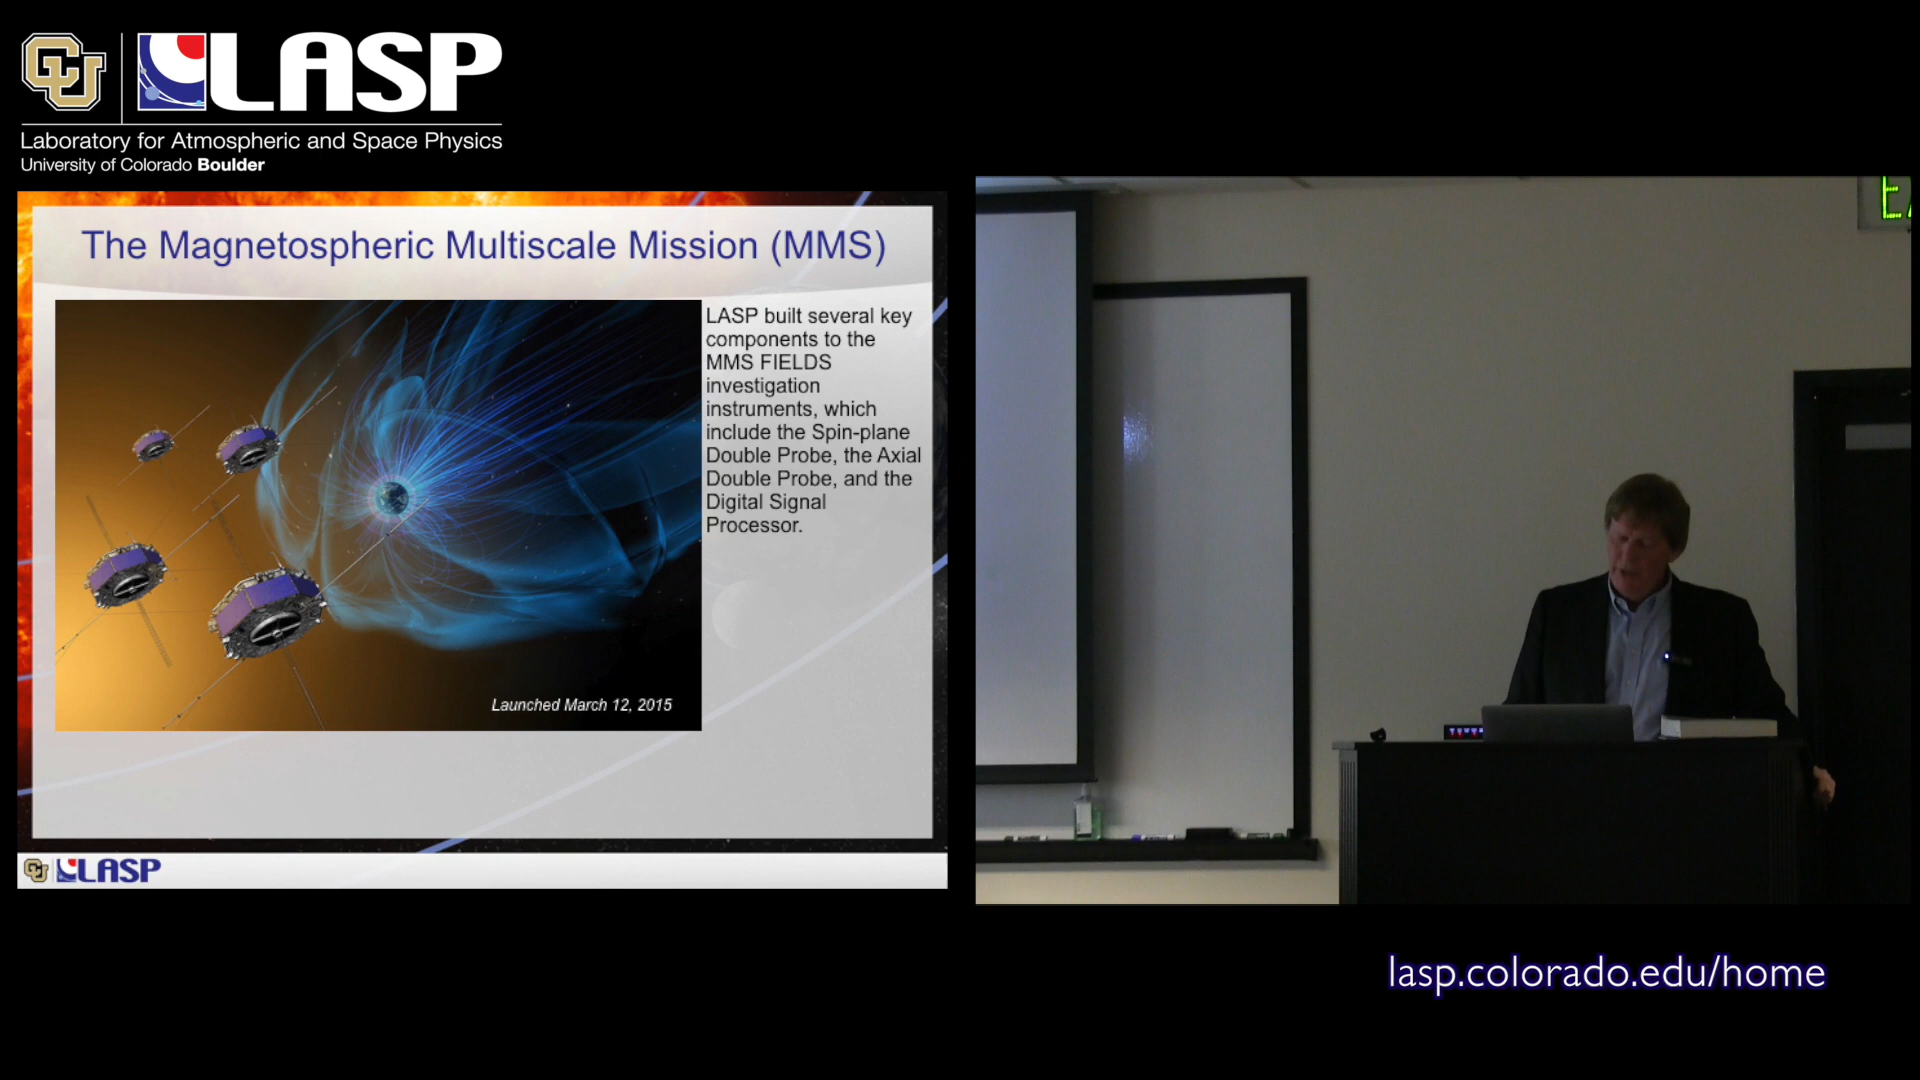 CU LASP
Laboratory for Atmospheric and Space Physics
University of Colorado Boulder
The Magnetospheric Multiscale Mission (MMS)
LASP built several key
components to the
MMS FIELDS
investigation
instruments, which
include the Spin-plane
Double Probe, the Axial
Double Probe, and the
Digital Signal
Processor.
Launched March 12, 2015
CU LASP
E
lasp.colorado.edu/home